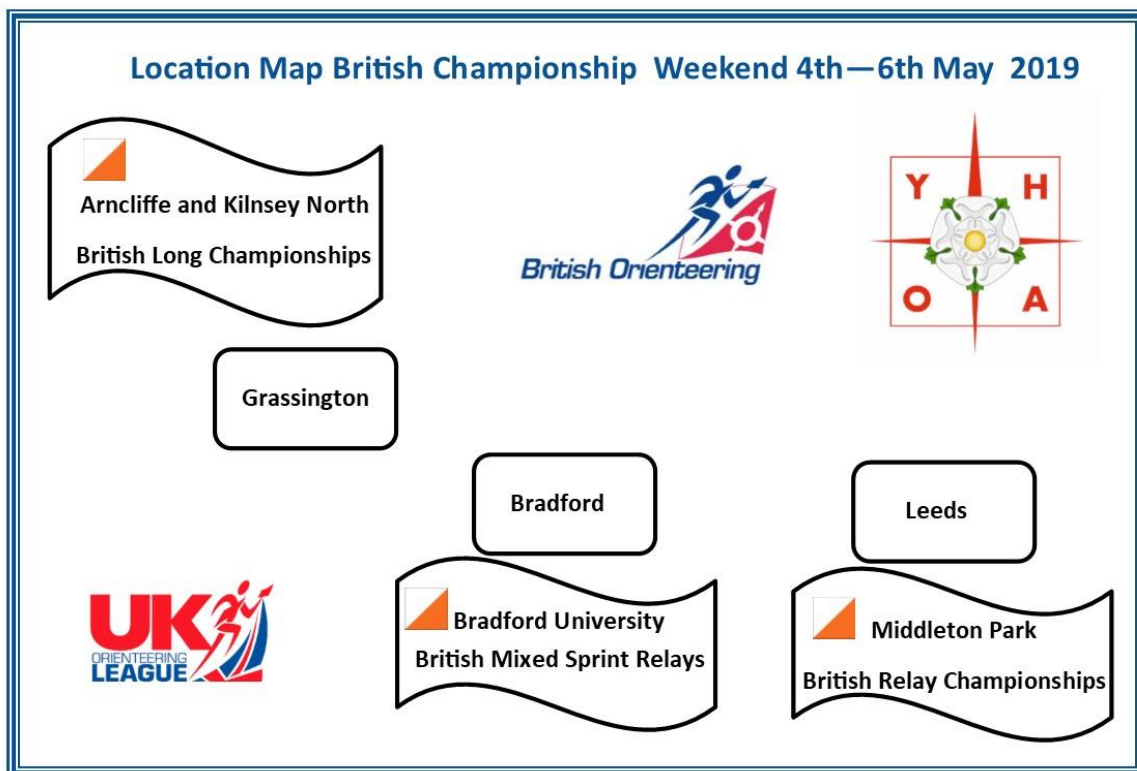 Location Map British Championship Weekend 4th—6th May 2019
Arncliffe and Kilnsey North
British Long Championships
British Orienteering
Y H
O A
Grassington
Bradford
Leeds
UK
ORIENTEERING
LEAGUE
Bradford University
British Mixed Sprint Relays
Middleton Park
British Relay Championships